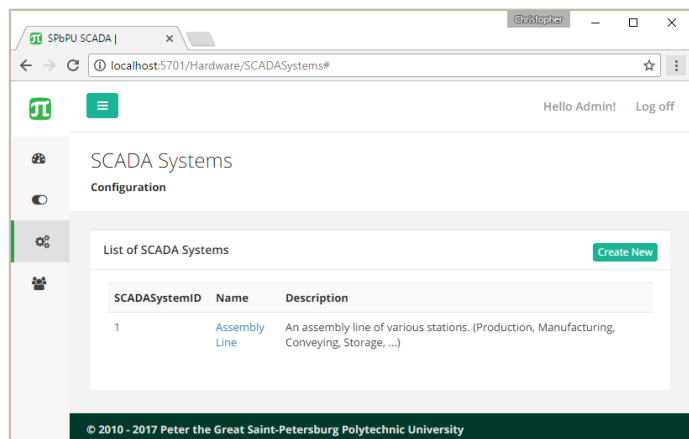 Christopher
SPbPU SCADA |
localhost:5701/Hardware/SCADASystems#
Hello Admin! Log off
SCADA Systems
Configuration
List of SCADA Systems
Create New
SCADASystemID Name Description
1 Assembly Line An assembly line of various stations. (Production, Manufacturing,
Conveying, Storage, ...)
© 2010 - 2017 Peter the Great Saint-Petersburg Polytechnic University